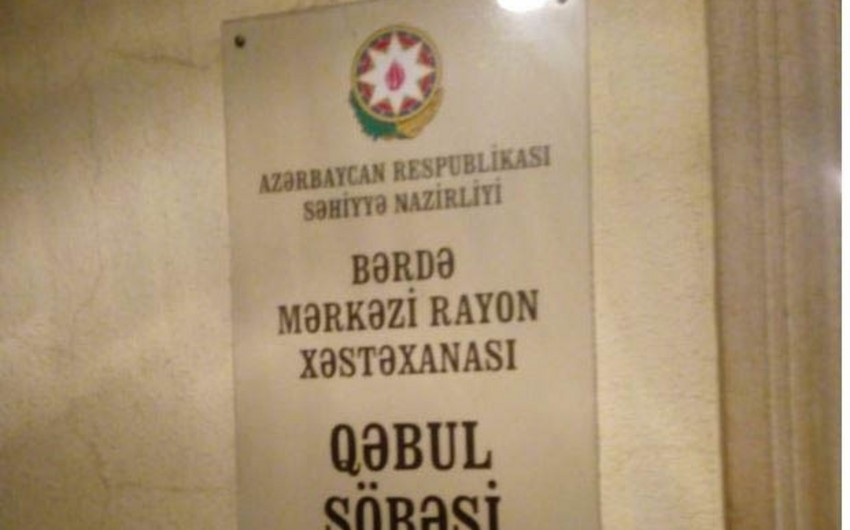 AZƏRBAYCAN RESPUBLİKASI
SƏHİYYƏ NAZİRLİYİ
BƏRDƏ
MƏRKƏZİ RAYON
XƏSTƏXANASI
QƏBUL
ŞÖBƏSİ